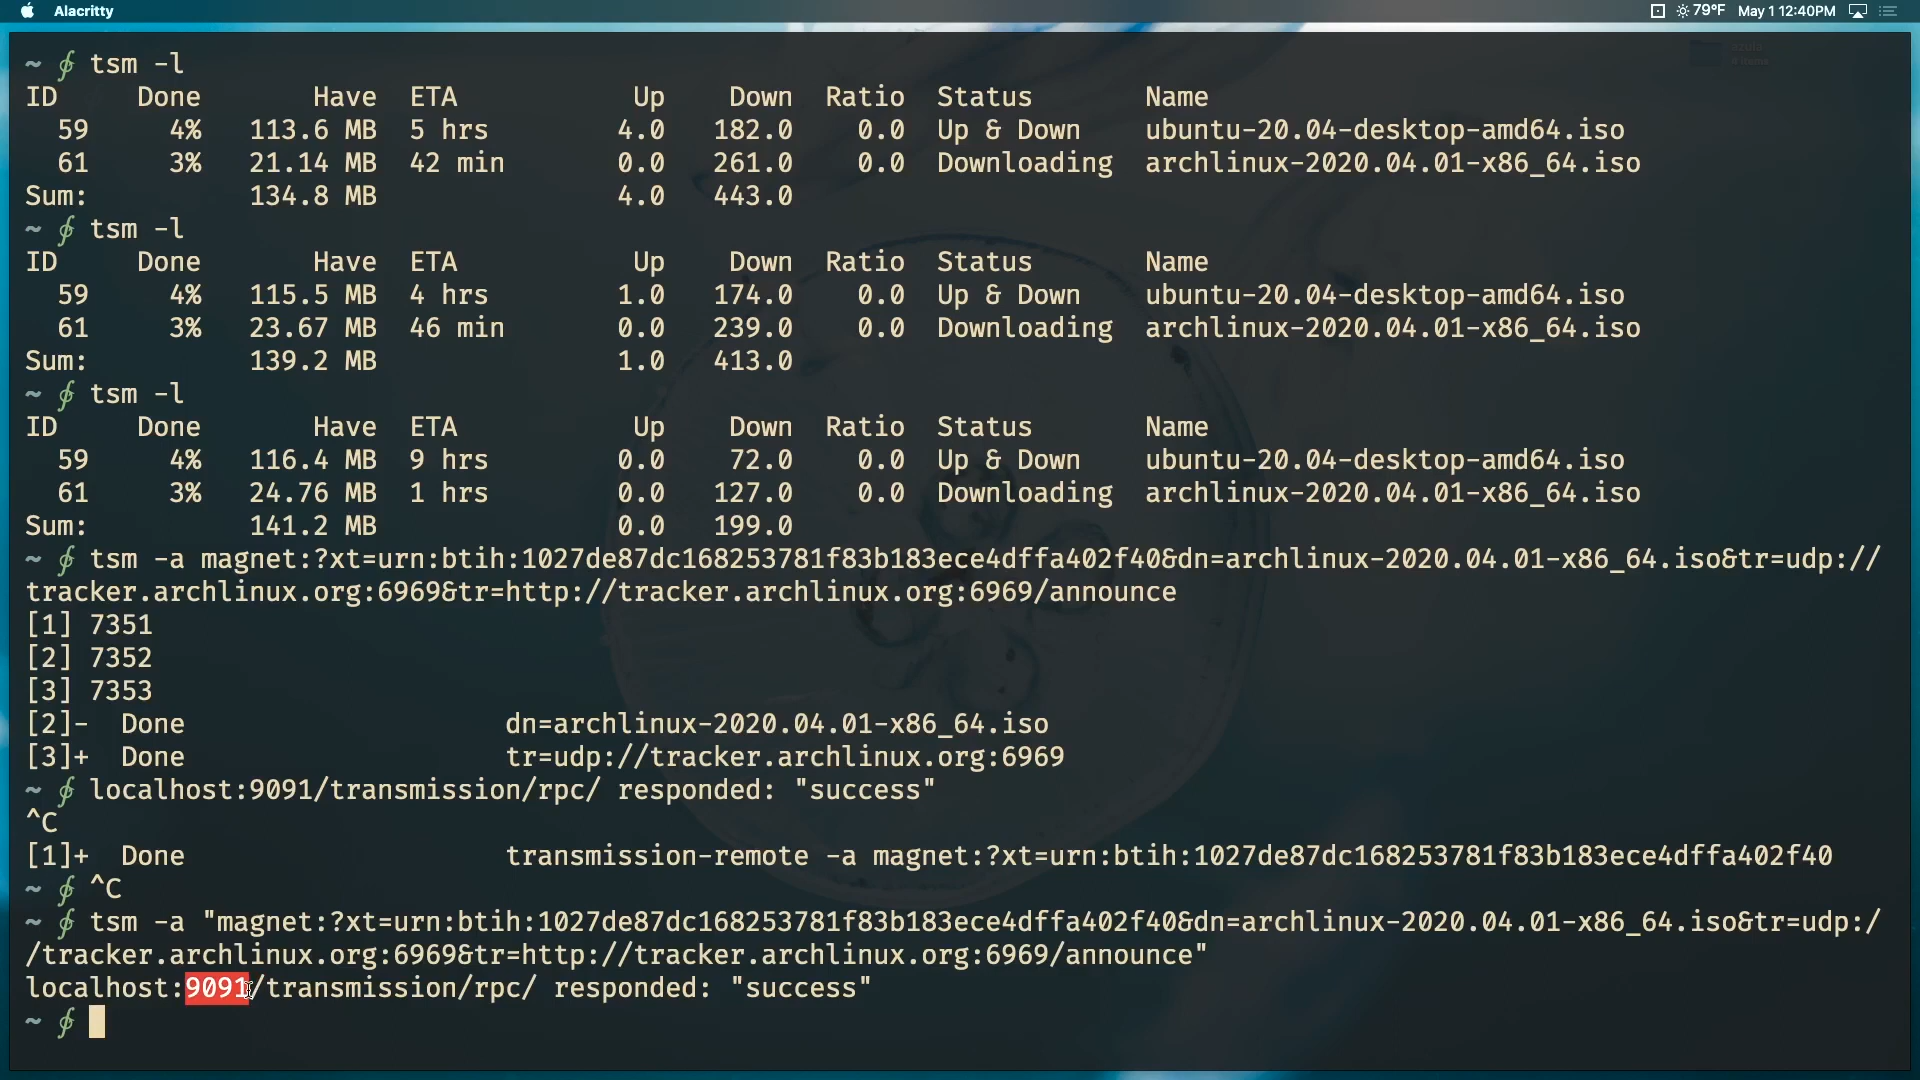 Alacritty 79°F May 1 12:40PM
~ ∮ tsm -l
ID Done Have ETA Up Down Ratio Status Name
59 4% 113.6 MB 5 hrs 4.0 182.0 0.0 Up & Down ubuntu-20.04-desktop-amd64.iso
61 3% 21.14 MB 42 min 0.0 261.0 0.0 Downloading archlinux-2020.04.01-x86_64.iso
Sum: 134.8 MB 4.0 443.0
~ ∮ tsm -l
ID Done Have ETA Up Down Ratio Status Name
59 4% 115.5 MB 4 hrs 1.0 174.0 0.0 Up & Down ubuntu-20.04-desktop-amd64.iso
61 3% 23.67 MB 46 min 0.0 239.0 0.0 Downloading archlinux-2020.04.01-x86_64.iso
Sum: 139.2 MB 1.0 413.0
~ ∮ tsm -l
ID Done Have ETA Up Down Ratio Status Name
59 4% 116.4 MB 9 hrs 0.0 72.0 0.0 Up & Down ubuntu-20.04-desktop-amd64.iso
61 3% 24.76 MB 1 hrs 0.0 127.0 0.0 Downloading archlinux-2020.04.01-x86_64.iso
Sum: 141.2 MB 0.0 199.0
~ ∮ tsm -a magnet:?xt=urn:btih:1027de87dc168253781f83b183ece4dffa402f40&dn=archlinux-2020.04.01-x86_64.iso&tr=udp://
tracker.archlinux.org:6969&tr=http://tracker.archlinux.org:6969/announce
[1] 7351
[2] 7352
[3] 7353
[2]- Done dn=archlinux-2020.04.01-x86_64.iso
[3]+ Done tr=udp://tracker.archlinux.org:6969
~ ∮ localhost:9091/transmission/rpc/ responded: "success"
^C
[1]+ Done transmission-remote -a magnet:?xt=urn:btih:1027de87dc168253781f83b183ece4dffa402f40
~ ∮ ^C
~ ∮ tsm -a "magnet:?xt=urn:btih:1027de87dc168253781f83b183ece4dffa402f40&dn=archlinux-2020.04.01-x86_64.iso&tr=udp:/
/tracker.archlinux.org:6969&tr=http://tracker.archlinux.org:6969/announce"
localhost:9091/transmission/rpc/ responded: "success"
~ ∮